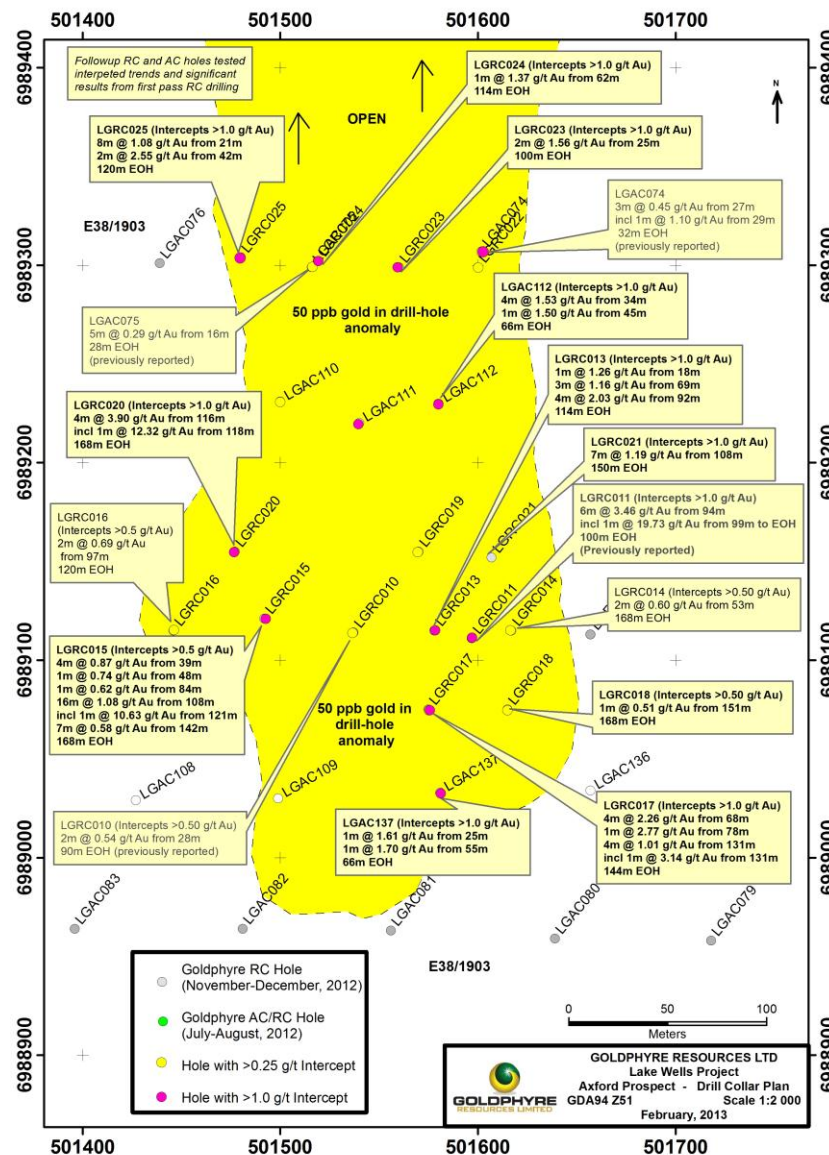 501400 501500 501600 501700
6989400 6989400
6989300 6989300
6989200 6989200
6989100 6989100
6989000 6989000
6988900 6988900
Followup RC and AC holes tested
interpeted trends and significant
results from first pass RC drilling
LGRC024 (Intercepts >1.0 g/t Au)
1m @ 1.37 g/t Au from 62m
114m EOH
N
OPEN
LGRC025 (Intercepts >1.0 g/t Au)
8m @ 1.08 g/t Au from 21m
2m @ 2.55 g/t Au from 42m
120m EOH
LGRC023 (Intercepts >1.0 g/t Au)
2m @ 1.56 g/t Au from 25m
100m EOH
LGAC074
3m @ 0.45 g/t Au from 27m
incl 1m @ 1.10 g/t Au from 29m
32m EOH
(previously reported)
E38/1903
LGAC076
LGRC025
LGRC023
LGAC074
LGRC022
LGAC075
5m @ 0.29 g/t Au from 16m
28m EOH
(previously reported)
50 ppb gold in drill-hole
anomaly
LGAC112 (Intercepts >1.0 g/t Au)
4m @ 1.53 g/t Au from 34m
1m @ 1.50 g/t Au from 45m
66m EOH
LGAC110
LGAC111
LGAC112
LGRC013 (Intercepts >1.0 g/t Au)
1m @ 1.26 g/t Au from 18m
3m @ 1.16 g/t Au from 69m
4m @ 2.03 g/t Au from 92m
114m EOH
LGRC020 (Intercepts >1.0 g/t Au)
4m @ 3.90 g/t Au from 116m
incl 1m @ 12.32 g/t Au from 118m
168m EOH
LGRC021 (Intercepts >1.0 g/t Au)
7m @ 1.19 g/t Au from 108m
150m EOH
LGRC011 (Intercepts >1.0 g/t Au)
6m @ 3.46 g/t Au from 94m
incl 1m @ 19.73 g/t Au from 99m to EOH
100m EOH
(Previously reported)
LGRC016
(Intercepts >0.5 g/t Au)
2m @ 0.69 g/t Au
from 97m
120m EOH
LGRC020
LGRC019
LGRC021
LGRC016
LGRC015
LGRC010
LGRC013
LGRC011
LGRC014
LGRC014 (Intercepts >0.50 g/t Au)
2m @ 0.60 g/t Au from 53m
168m EOH
LGRC015 (Intercepts >0.5 g/t Au)
4m @ 0.87 g/t Au from 39m
1m @ 0.74 g/t Au from 48m
1m @ 0.62 g/t Au from 84m
16m @ 1.08 g/t Au from 108m
incl 1m @ 10.63 g/t Au from 121m
7m @ 0.58 g/t Au from 142m
168m EOH
LGRC017
LGRC018
50 ppb gold in
drill-hole
anomaly
LGRC018 (Intercepts >0.50 g/t Au)
1m @ 0.51 g/t Au from 151m
168m EOH
LGAC108
LGAC109
LGAC137
LGAC136
LGRC010 (Intercepts >0.50 g/t Au)
2m @ 0.54 g/t Au from 28m
90m EOH (previously reported)
LGAC137 (Intercepts >1.0 g/t Au)
1m @ 1.61 g/t Au from 25m
1m @ 1.70 g/t Au from 55m
66m EOH
LGRC017 (Intercepts >1.0 g/t Au)
4m @ 2.26 g/t Au from 68m
1m @ 2.77 g/t Au from 78m
4m @ 1.01 g/t Au from 131m
incl 1m @ 3.14 g/t Au from 131m
144m EOH
LGAC083
LGAC082
LGAC081
LGAC080
LGAC079
E38/1903
Goldphyre RC Hole
(November-December, 2012)
Goldphyre AC/RC Hole
(July-August, 2012)
Hole with >0.25 g/t Intercept
Hole with >1.0 g/t Intercept
0 50 100
Meters
GOLDPHYRE
RESOURCES LIMITED
GOLDPHYRE RESOURCES LTD
Lake Wells Project
Axford Prospect - Drill Collar Plan
GDA94 Z51 Scale 1:2 000
February, 2013
501400 501500 501600 501700